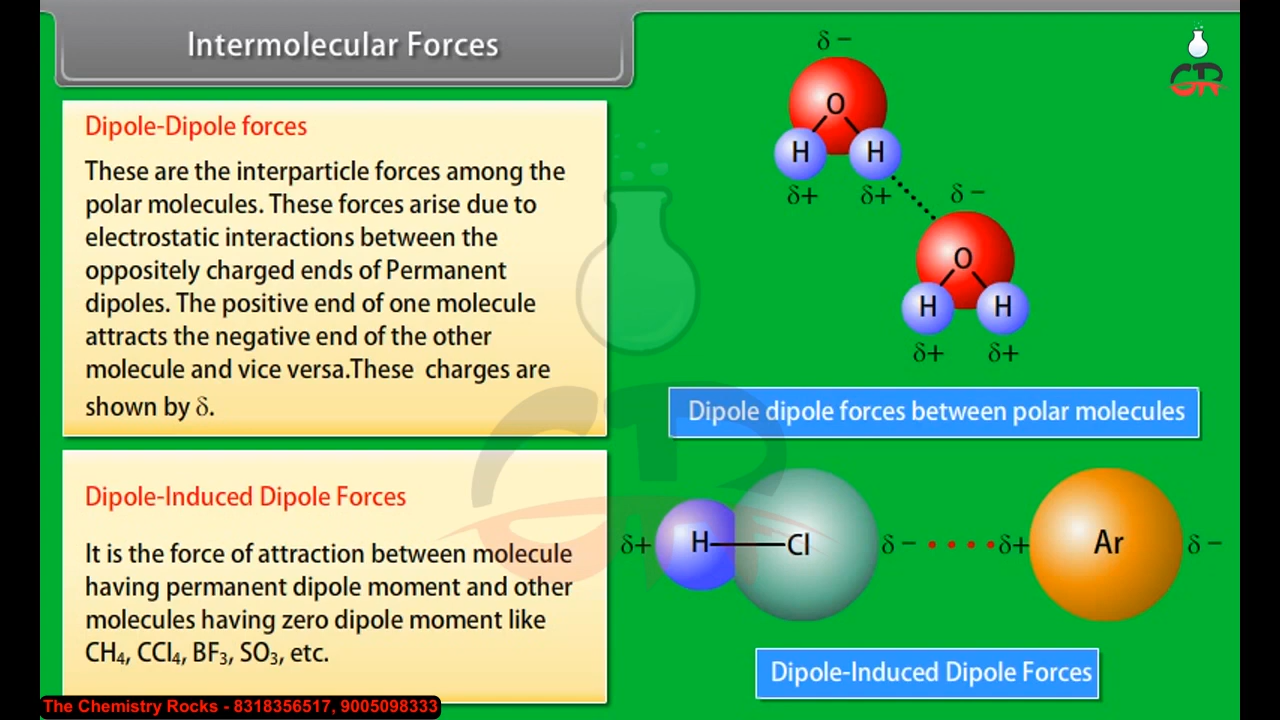 Intermolecular Forces
Dipole-Dipole forces
These are the interparticle forces among the
polar molecules. These forces arise due to
electrostatic interactions between the
oppositely charged ends of Permanent
dipoles. The positive end of one molecule
attracts the negative end of the other
molecule and vice versa.These  charges are
shown by δ.
Dipole-Induced Dipole Forces
It is the force of attraction between molecule
having permanent dipole moment and other
molecules having zero dipole moment like
CH₄, CCl₄, BF₃, SO₃, etc.
The Chemistry Rocks - 8318356517, 9005098333
δ −
O
H H
δ+ δ+
δ −
O
H H
δ+ δ+
Dipole dipole forces between polar molecules
δ+ H Cl δ − δ+ Ar δ −
Dipole-Induced Dipole Forces
GR
GR